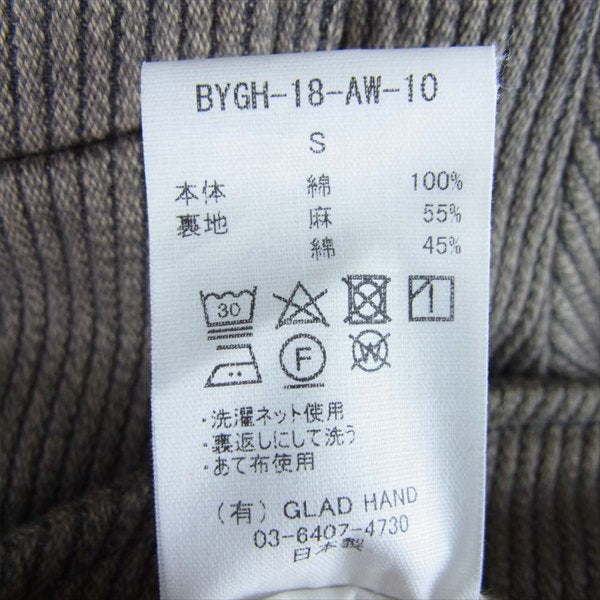 BYGH-18-AW-10
S
本体 綿 100%
裏地 麻 55%
綿 45%
30
F W
・洗濯ネット使用
・裏返しにして洗う
・あて布使用
(有) GLAD HAND
03-6407-4730
日本製